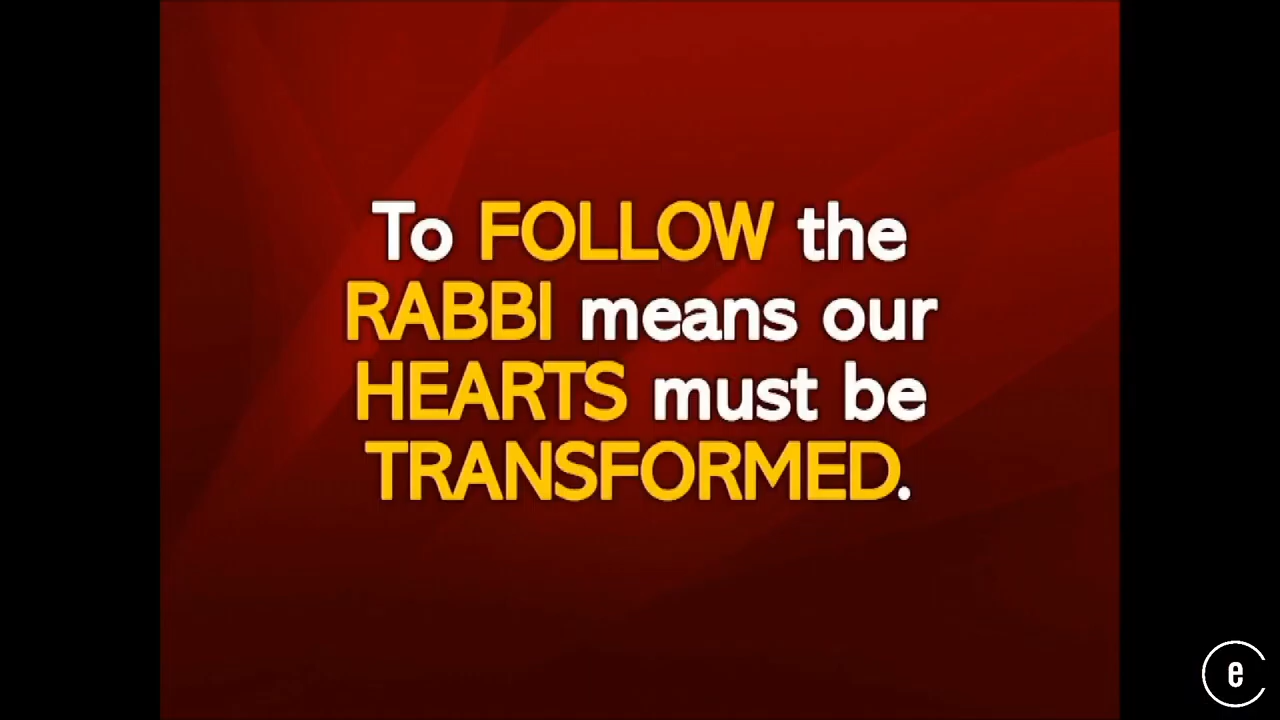 To FOLLOW the
RABBI means our
HEARTS must be
TRANSFORMED.
e